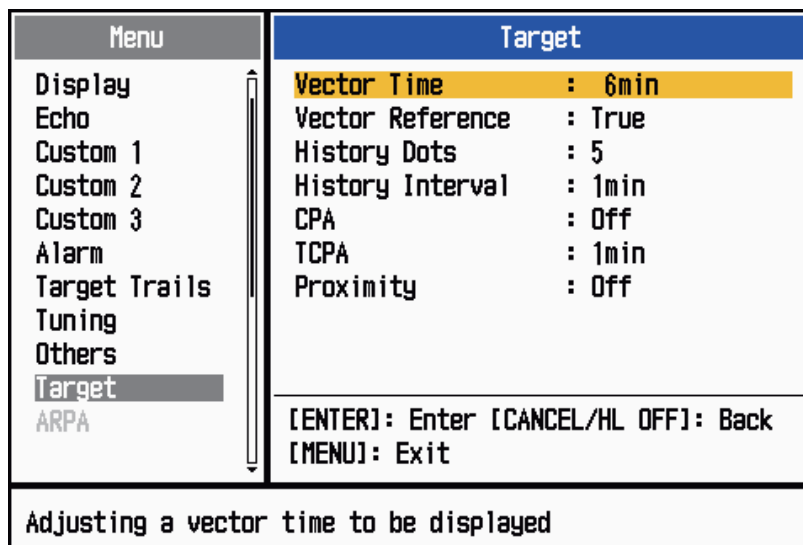 Menu
Display
Echo
Custom 1
Custom 2
Custom 3
Alarm
Target Trails
Tuning
Others
Target
ARPA
Target
Vector Time : 6min
Vector Reference : True
History Dots : 5
History Interval : 1min
CPA : Off
TCPA : 1min
Proximity : Off
[ENTER]: Enter [CANCEL/HL OFF]: Back
[MENU]: Exit
Adjusting a vector time to be displayed